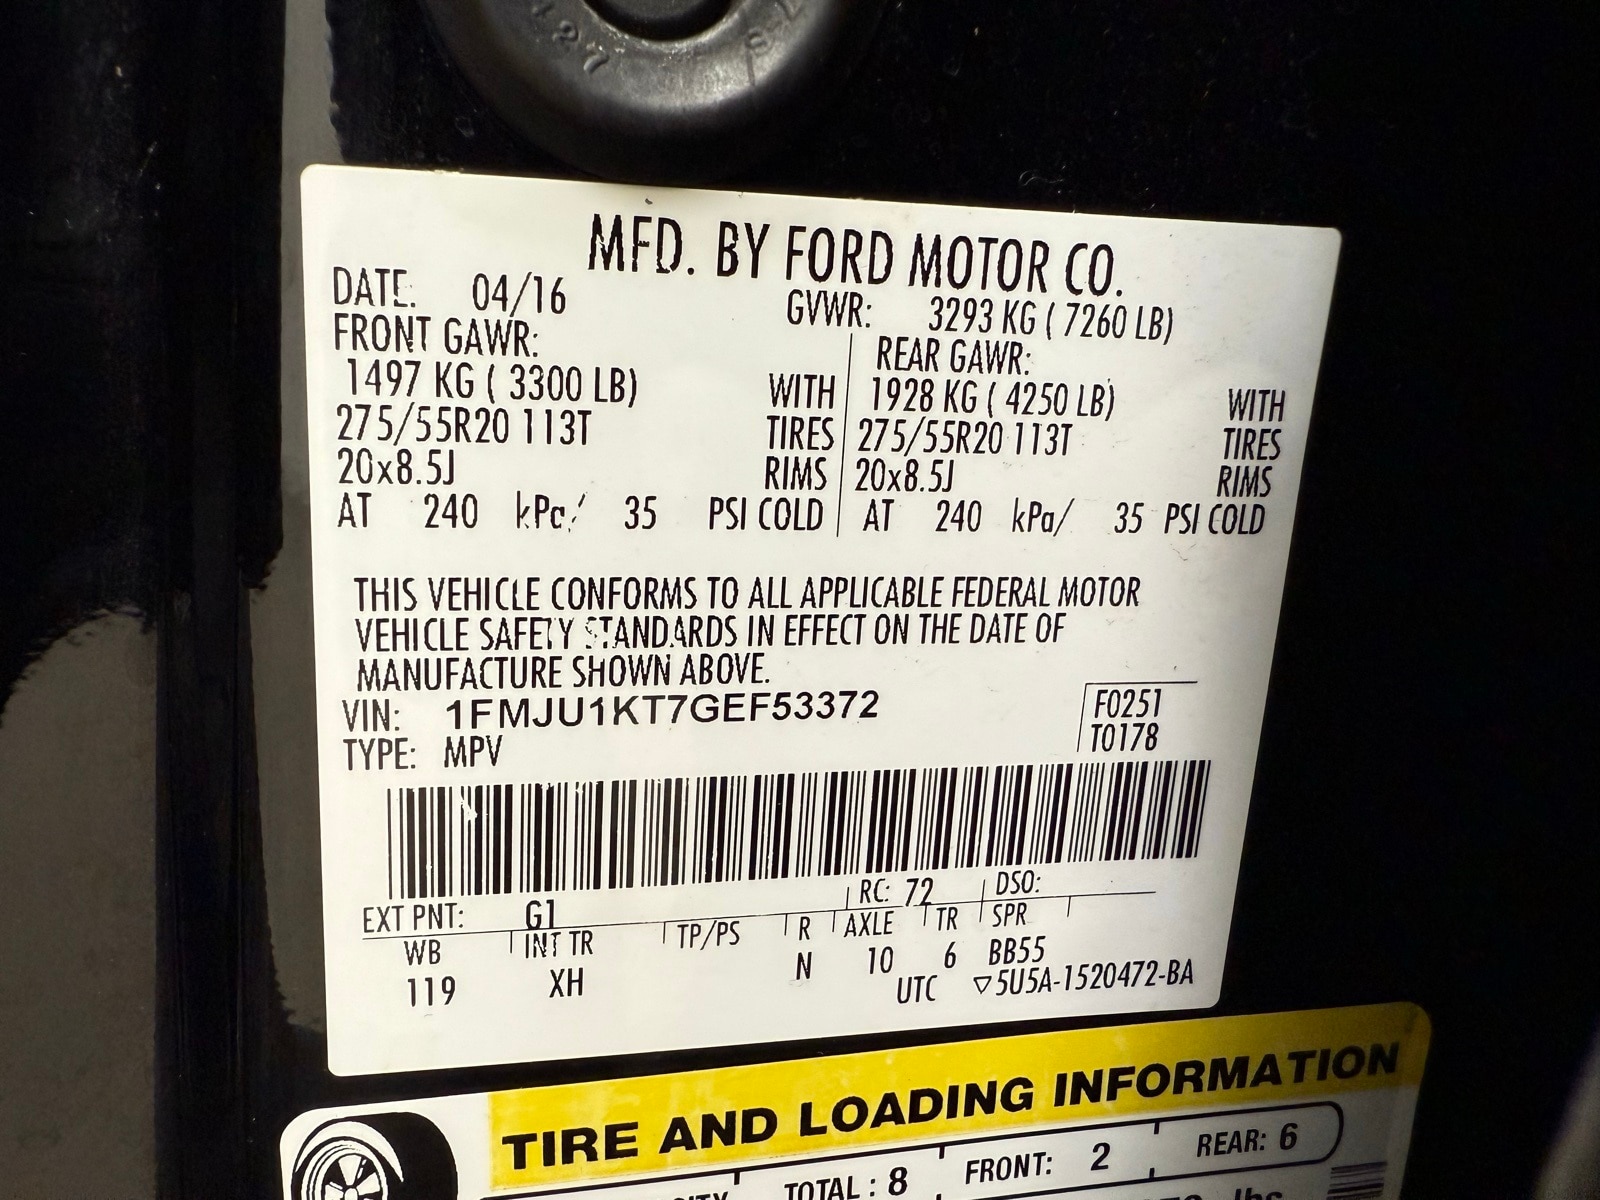 127
MFD. BY FORD MOTOR CO.
DATE: 04/16 GVWR: 3293 KG ( 7260 LB)
FRONT GAWR: REAR GAWR:
1497 KG ( 3300 LB) WITH 1928 KG ( 4250 LB) WITH
275/55R20 113T TIRES 275/55R20 113T TIRES
20x8.5J RIMS 20x8.5J RIMS
AT 240 kPa/ 35 PSI COLD AT 240 kPa/ 35 PSI COLD
THIS VEHICLE CONFORMS TO ALL APPLICABLE FEDERAL MOTOR
VEHICLE SAFETY STANDARDS IN EFFECT ON THE DATE OF
MANUFACTURE SHOWN ABOVE.
VIN: 1FMJU1KT7GEF53372 F0251
TYPE: MPV T0178
EXT PNT: G1 RC: 72 DSO:
WB INT TR TP/PS R AXLE TR SPR
119 XH N 10 6 BB55
UTC ▽5U5A-1520472-BA
TIRE AND LOADING INFORMATION
TOTAL : 8 FRONT: 2 REAR: 6
lbs